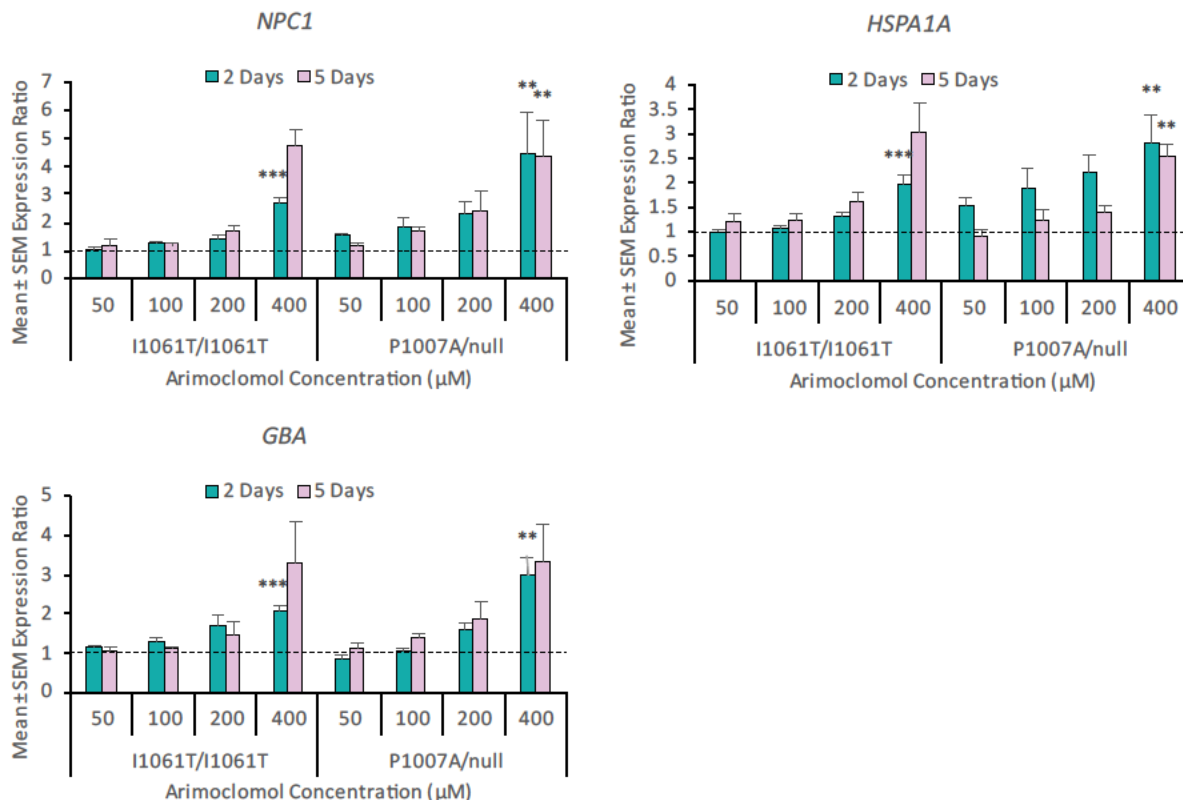 NPC1
2 Days 5 Days
Mean± SEM Expression Ratio
7
6
5
4
3
2
1
0
***
**
**
50 100 200 400 50 100 200 400
I1061T/I1061T P1007A/null
Arimoclomol Concentration (µM)
HSPA1A
2 Days 5 Days
Mean± SEM Expression Ratio
4
3.5
3
2.5
2
1.5
1
0.5
0
***
**
**
50 100 200 400 50 100 200 400
I1061T/I1061T P1007A/null
Arimoclomol Concentration (µM)
GBA
2 Days 5 Days
Mean±SEM Expression Ratio
5
4
3
2
1
0
***
**
50 100 200 400 50 100 200 400
I1061T/I1061T P1007A/null
Arimoclomol Concentration (µM)